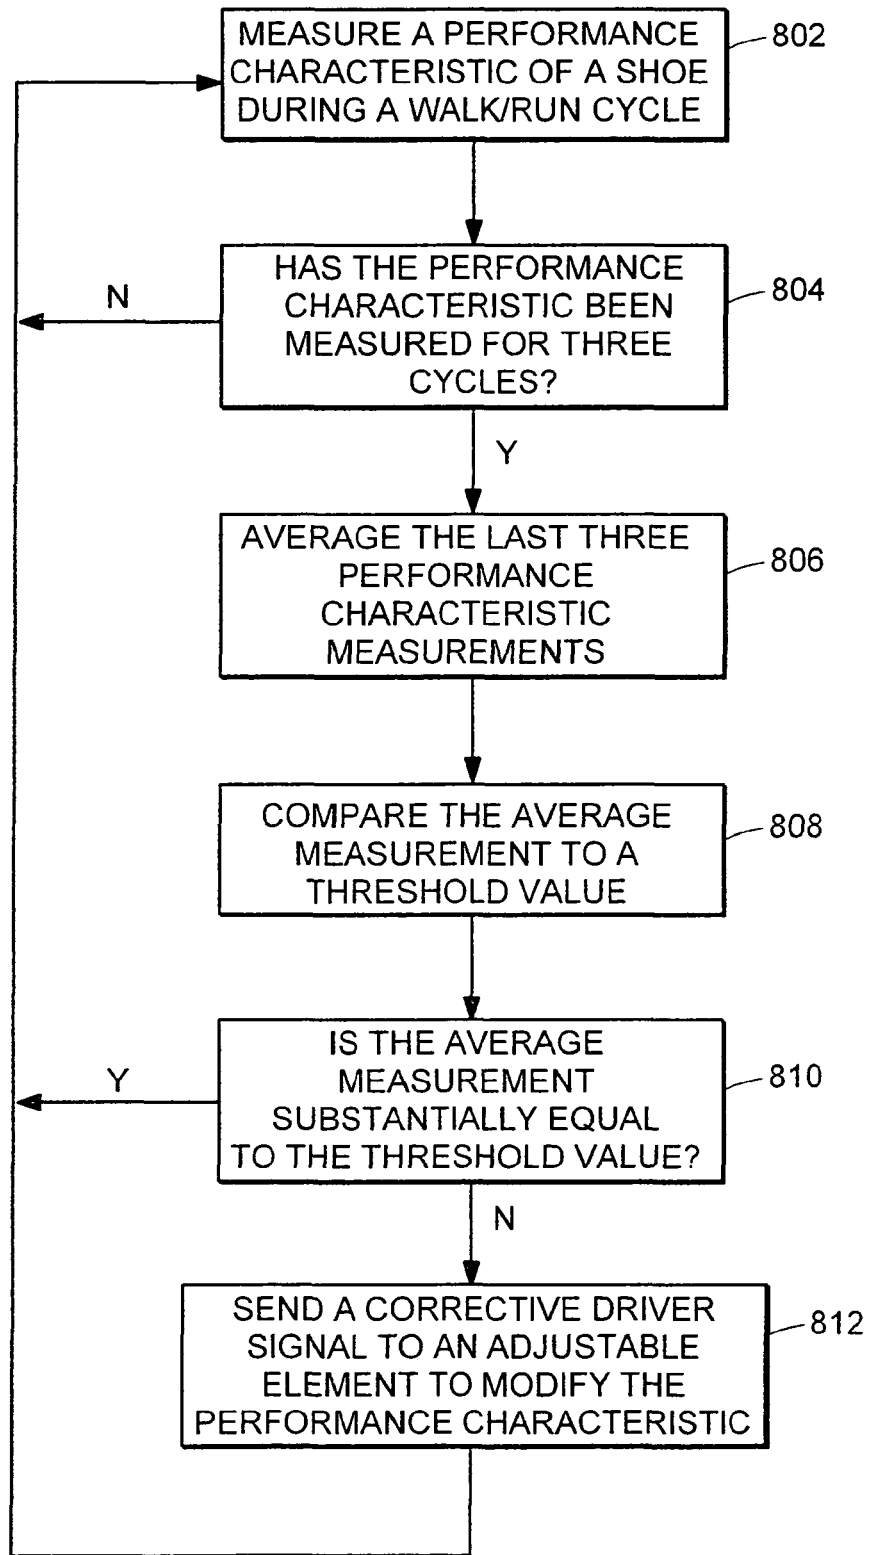 MEASURE A PERFORMANCE
CHARACTERISTIC OF A SHOE
DURING A WALK/RUN CYCLE
802
HAS THE PERFORMANCE
CHARACTERISTIC BEEN
MEASURED FOR THREE
CYCLES?
804
N
Y
AVERAGE THE LAST THREE
PERFORMANCE
CHARACTERISTIC
MEASUREMENTS
806
COMPARE THE AVERAGE
MEASUREMENT TO A
THRESHOLD VALUE
808
IS THE AVERAGE
MEASUREMENT
SUBSTANTIALLY EQUAL
TO THE THRESHOLD VALUE?
810
Y
N
SEND A CORRECTIVE DRIVER
SIGNAL TO AN ADJUSTABLE
ELEMENT TO MODIFY THE
PERFORMANCE CHARACTERISTIC
812